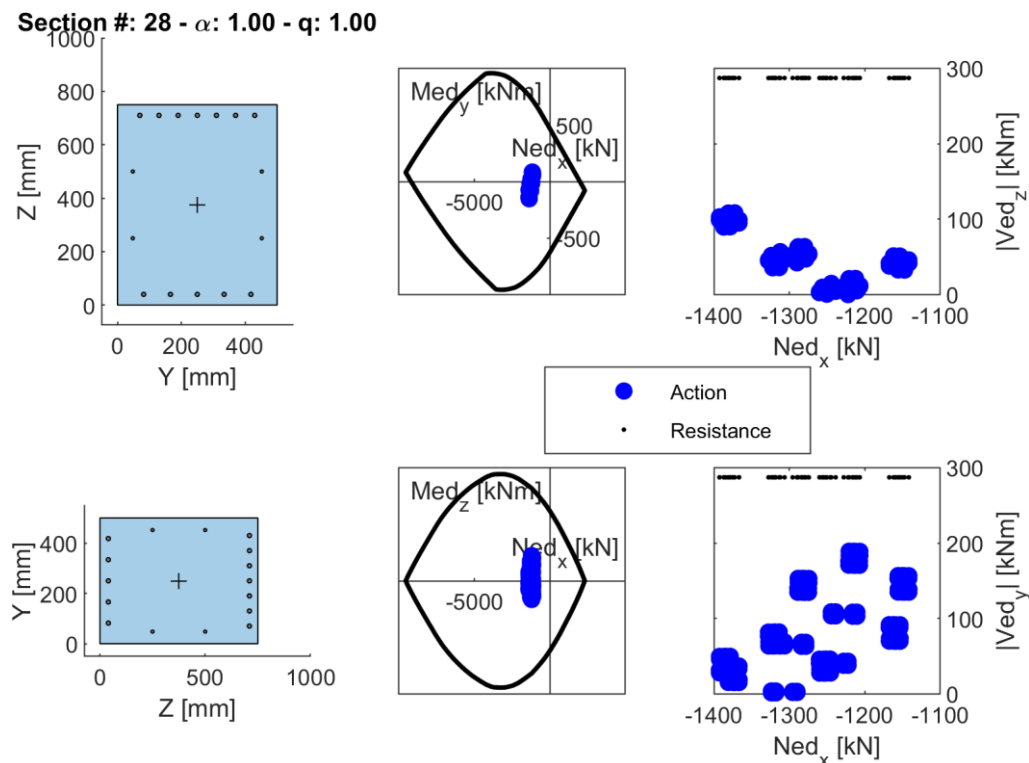 Section #: 28 - α: 1.00 - q: 1.00
1000
800
600
400
200
0
Z [mm]
0 200 400
Y [mm]
Med_y [kNm]
500
Ned_x [kN]
-5000
-500
300
200
100
0
|Ved_z| [kNm]
-1400 -1300 -1200 -1100
Ned_x [kN]
Action
Resistance
400
200
0
Y [mm]
0 500 1000
Z [mm]
Med_z [kNm]
Ned_x [kN]
-5000
300
200
100
0
|Ved_y| [kNm]
-1400 -1300 -1200 -1100
Ned_x [kN]